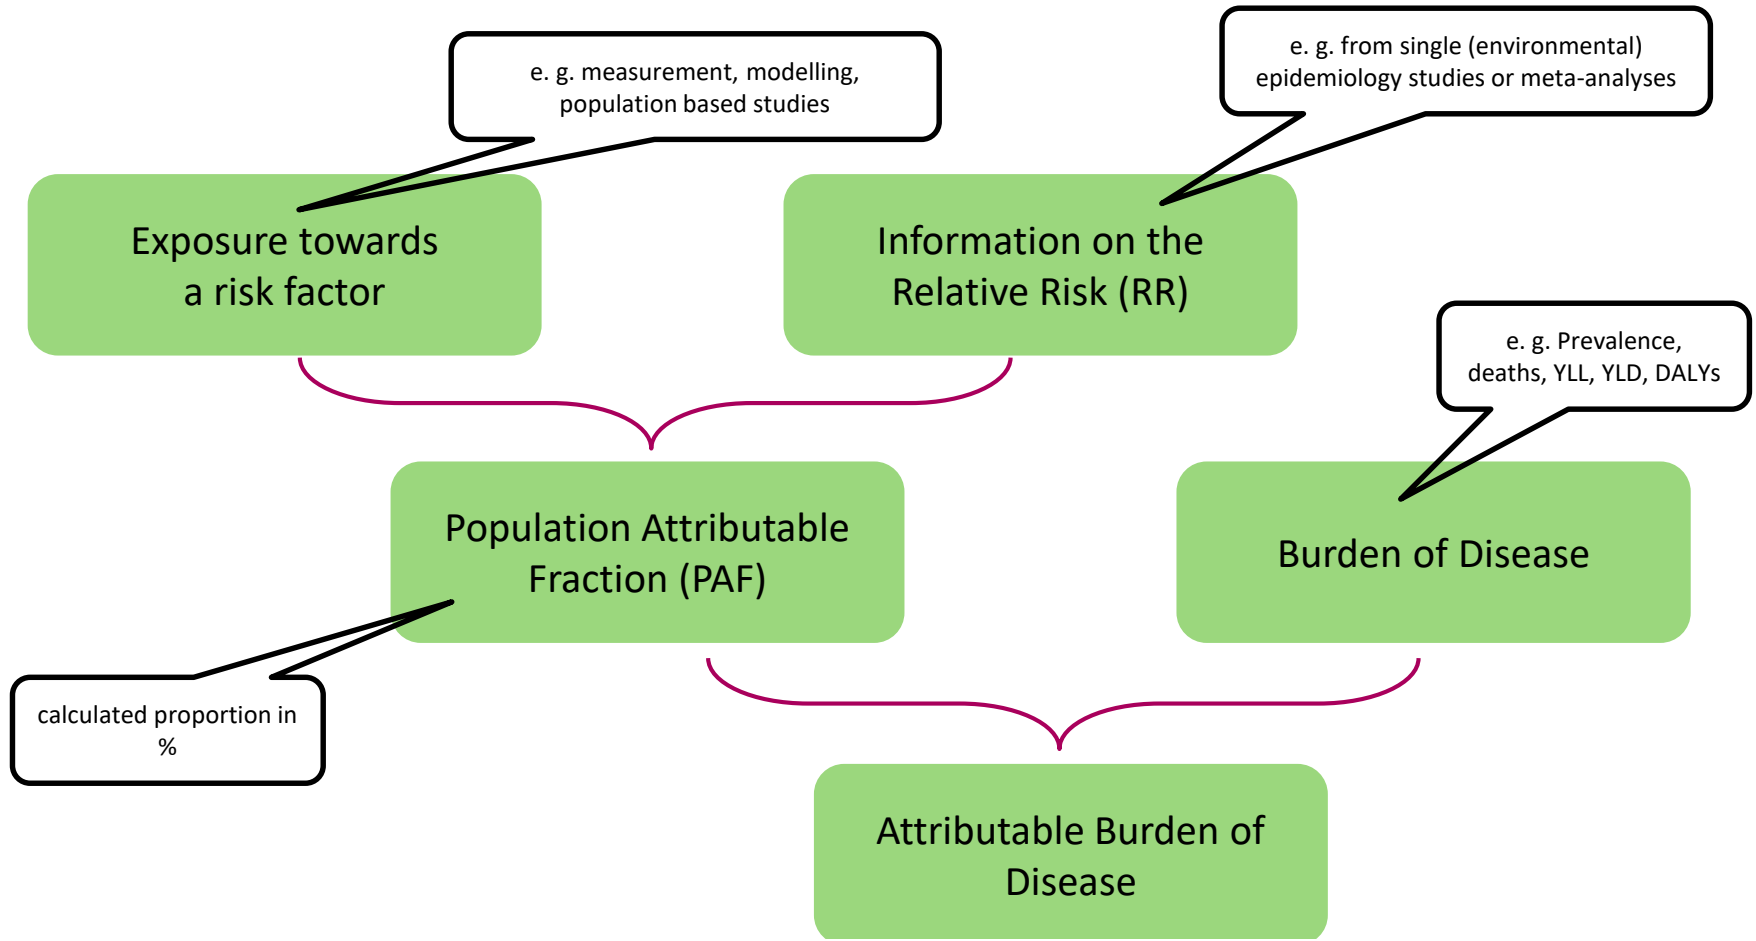 e. g. measurement, modelling,
population based studies
e. g. from single (environmental)
epidemiology studies or meta-analyses
Exposure towards
a risk factor
Information on the
Relative Risk (RR)
e. g. Prevalence,
deaths, YLL, YLD, DALYs
Population Attributable
Fraction (PAF)
Burden of Disease
calculated proportion in
%
Attributable Burden of
Disease